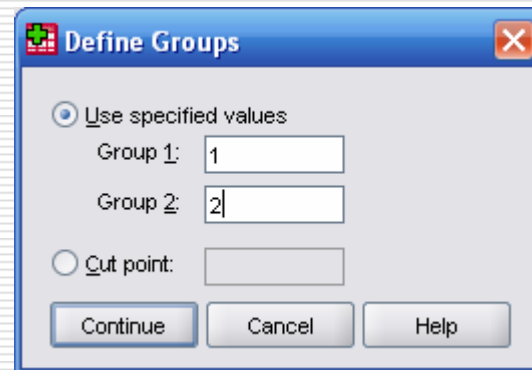 Define Groups
Use specified values
Group 1: 1
Group 2: 2
Cut point:
Continue Cancel Help